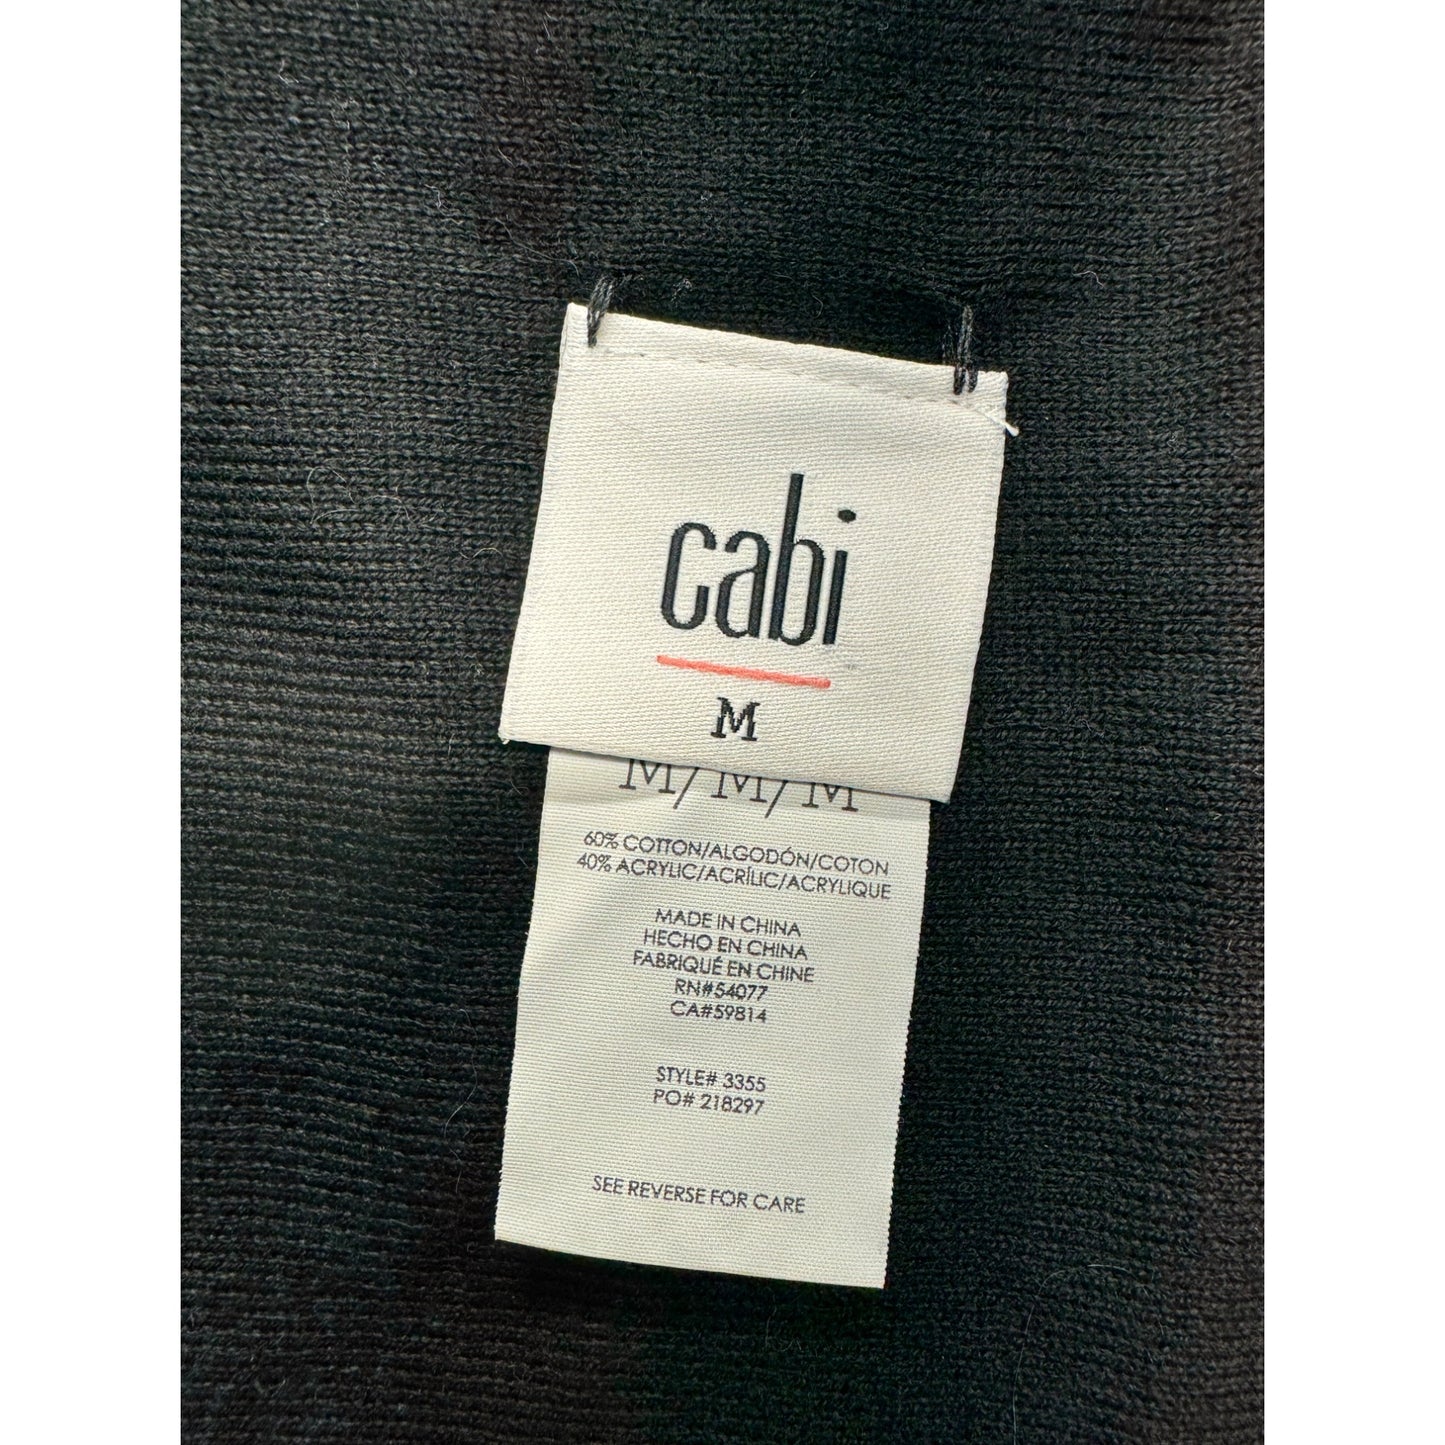 cabi
M
M/M/M
60% COTTON/ALGODÓN/COTON
40% ACRYLIC/ACRÍLIC/ACRYLIQUE
MADE IN CHINA
HECHO EN CHINA
FABRIQUÉ EN CHINE
RN#54077
CA#59814
STYLE# 3355
PO# 218297
SEE REVERSE FOR CARE